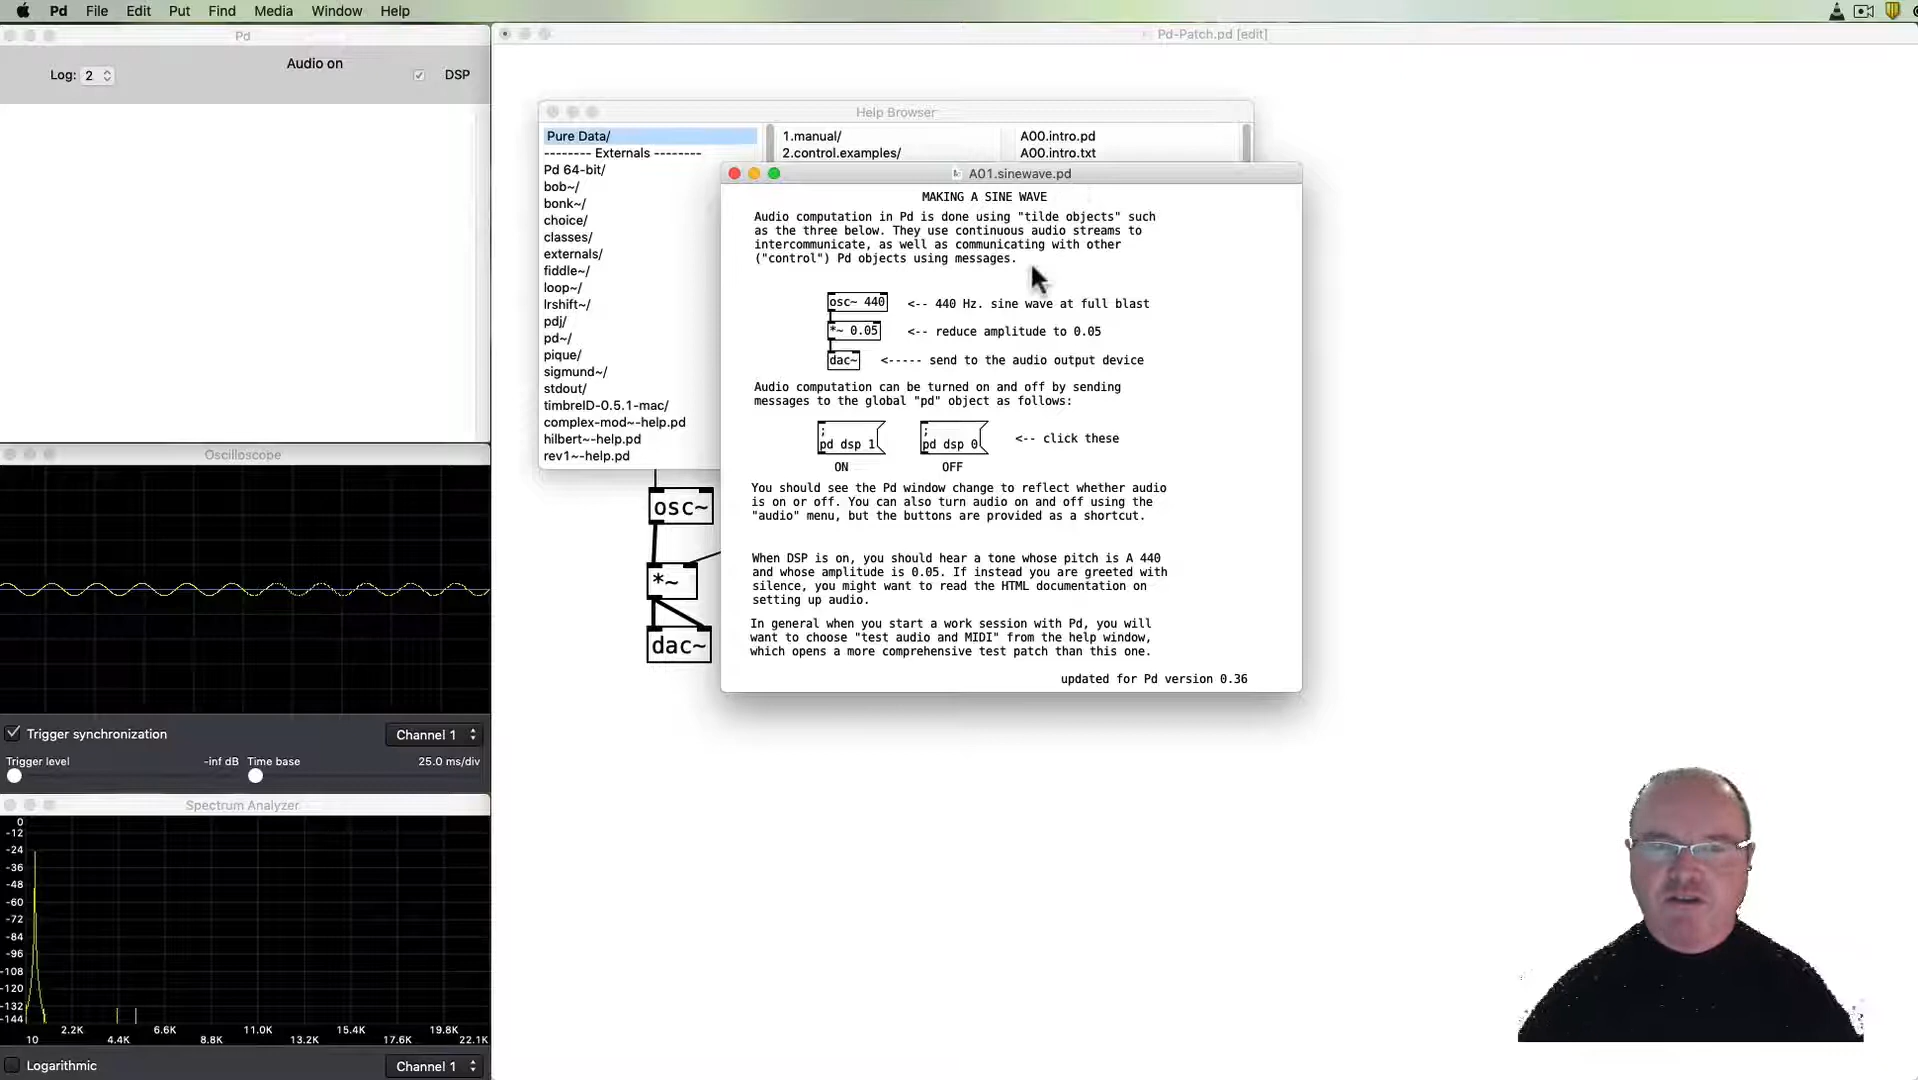 Pd File Edit Put Find Media Window Help
Pd
Audio on
Log: 2
DSP
Pd-Patch.pd [edit]
Help Browser
Pure Data/
-------- Externals --------
Pd 64-bit/
bob~/
bonk~/
choice/
classes/
externals/
fiddle~/
loop~/
lrshift~/
pdj/
pd~/
pique/
sigmund~/
stdout/
timbreID-0.5.1-mac/
complex-mod~-help.pd
hilbert~-help.pd
rev1~-help.pd
1.manual/
2.control.examples/
A00.intro.pd
A00.intro.txt
A01.sinewave.pd
MAKING A SINE WAVE
Audio computation in Pd is done using "tilde objects" such
as the three below. They use continuous audio streams to
intercommunicate, as well as communicating with other
("control") Pd objects using messages.
osc~ 440 <-- 440 Hz. sine wave at full blast
*~ 0.05 <-- reduce amplitude to 0.05
dac~ <----- send to the audio output device
Audio computation can be turned on and off by sending
messages to the global "pd" object as follows:
; ;
pd dsp 1 pd dsp 0 <-- click these
ON OFF
You should see the Pd window change to reflect whether audio
is on or off. You can also turn audio on and off using the
"audio" menu, but the buttons are provided as a shortcut.
When DSP is on, you should hear a tone whose pitch is A 440
and whose amplitude is 0.05. If instead you are greeted with
silence, you might want to read the HTML documentation on
setting up audio.
In general when you start a work session with Pd, you will
want to choose "test audio and MIDI" from the help window,
which opens a more comprehensive test patch than this one.
updated for Pd version 0.36
osc~
*~
dac~
Oscilloscope
Trigger synchronization
Channel 1
Trigger level -inf dB Time base 25.0 ms/div
Spectrum Analyzer
0
-12
-24
-36
-48
-60
-72
-84
-96
-108
-120
-132
-144
2.2K 6.6K 11.0K 15.4K 19.8K
10 4.4K 8.8K 13.2K 17.6K 22.1K
Logarithmic
Channel 1